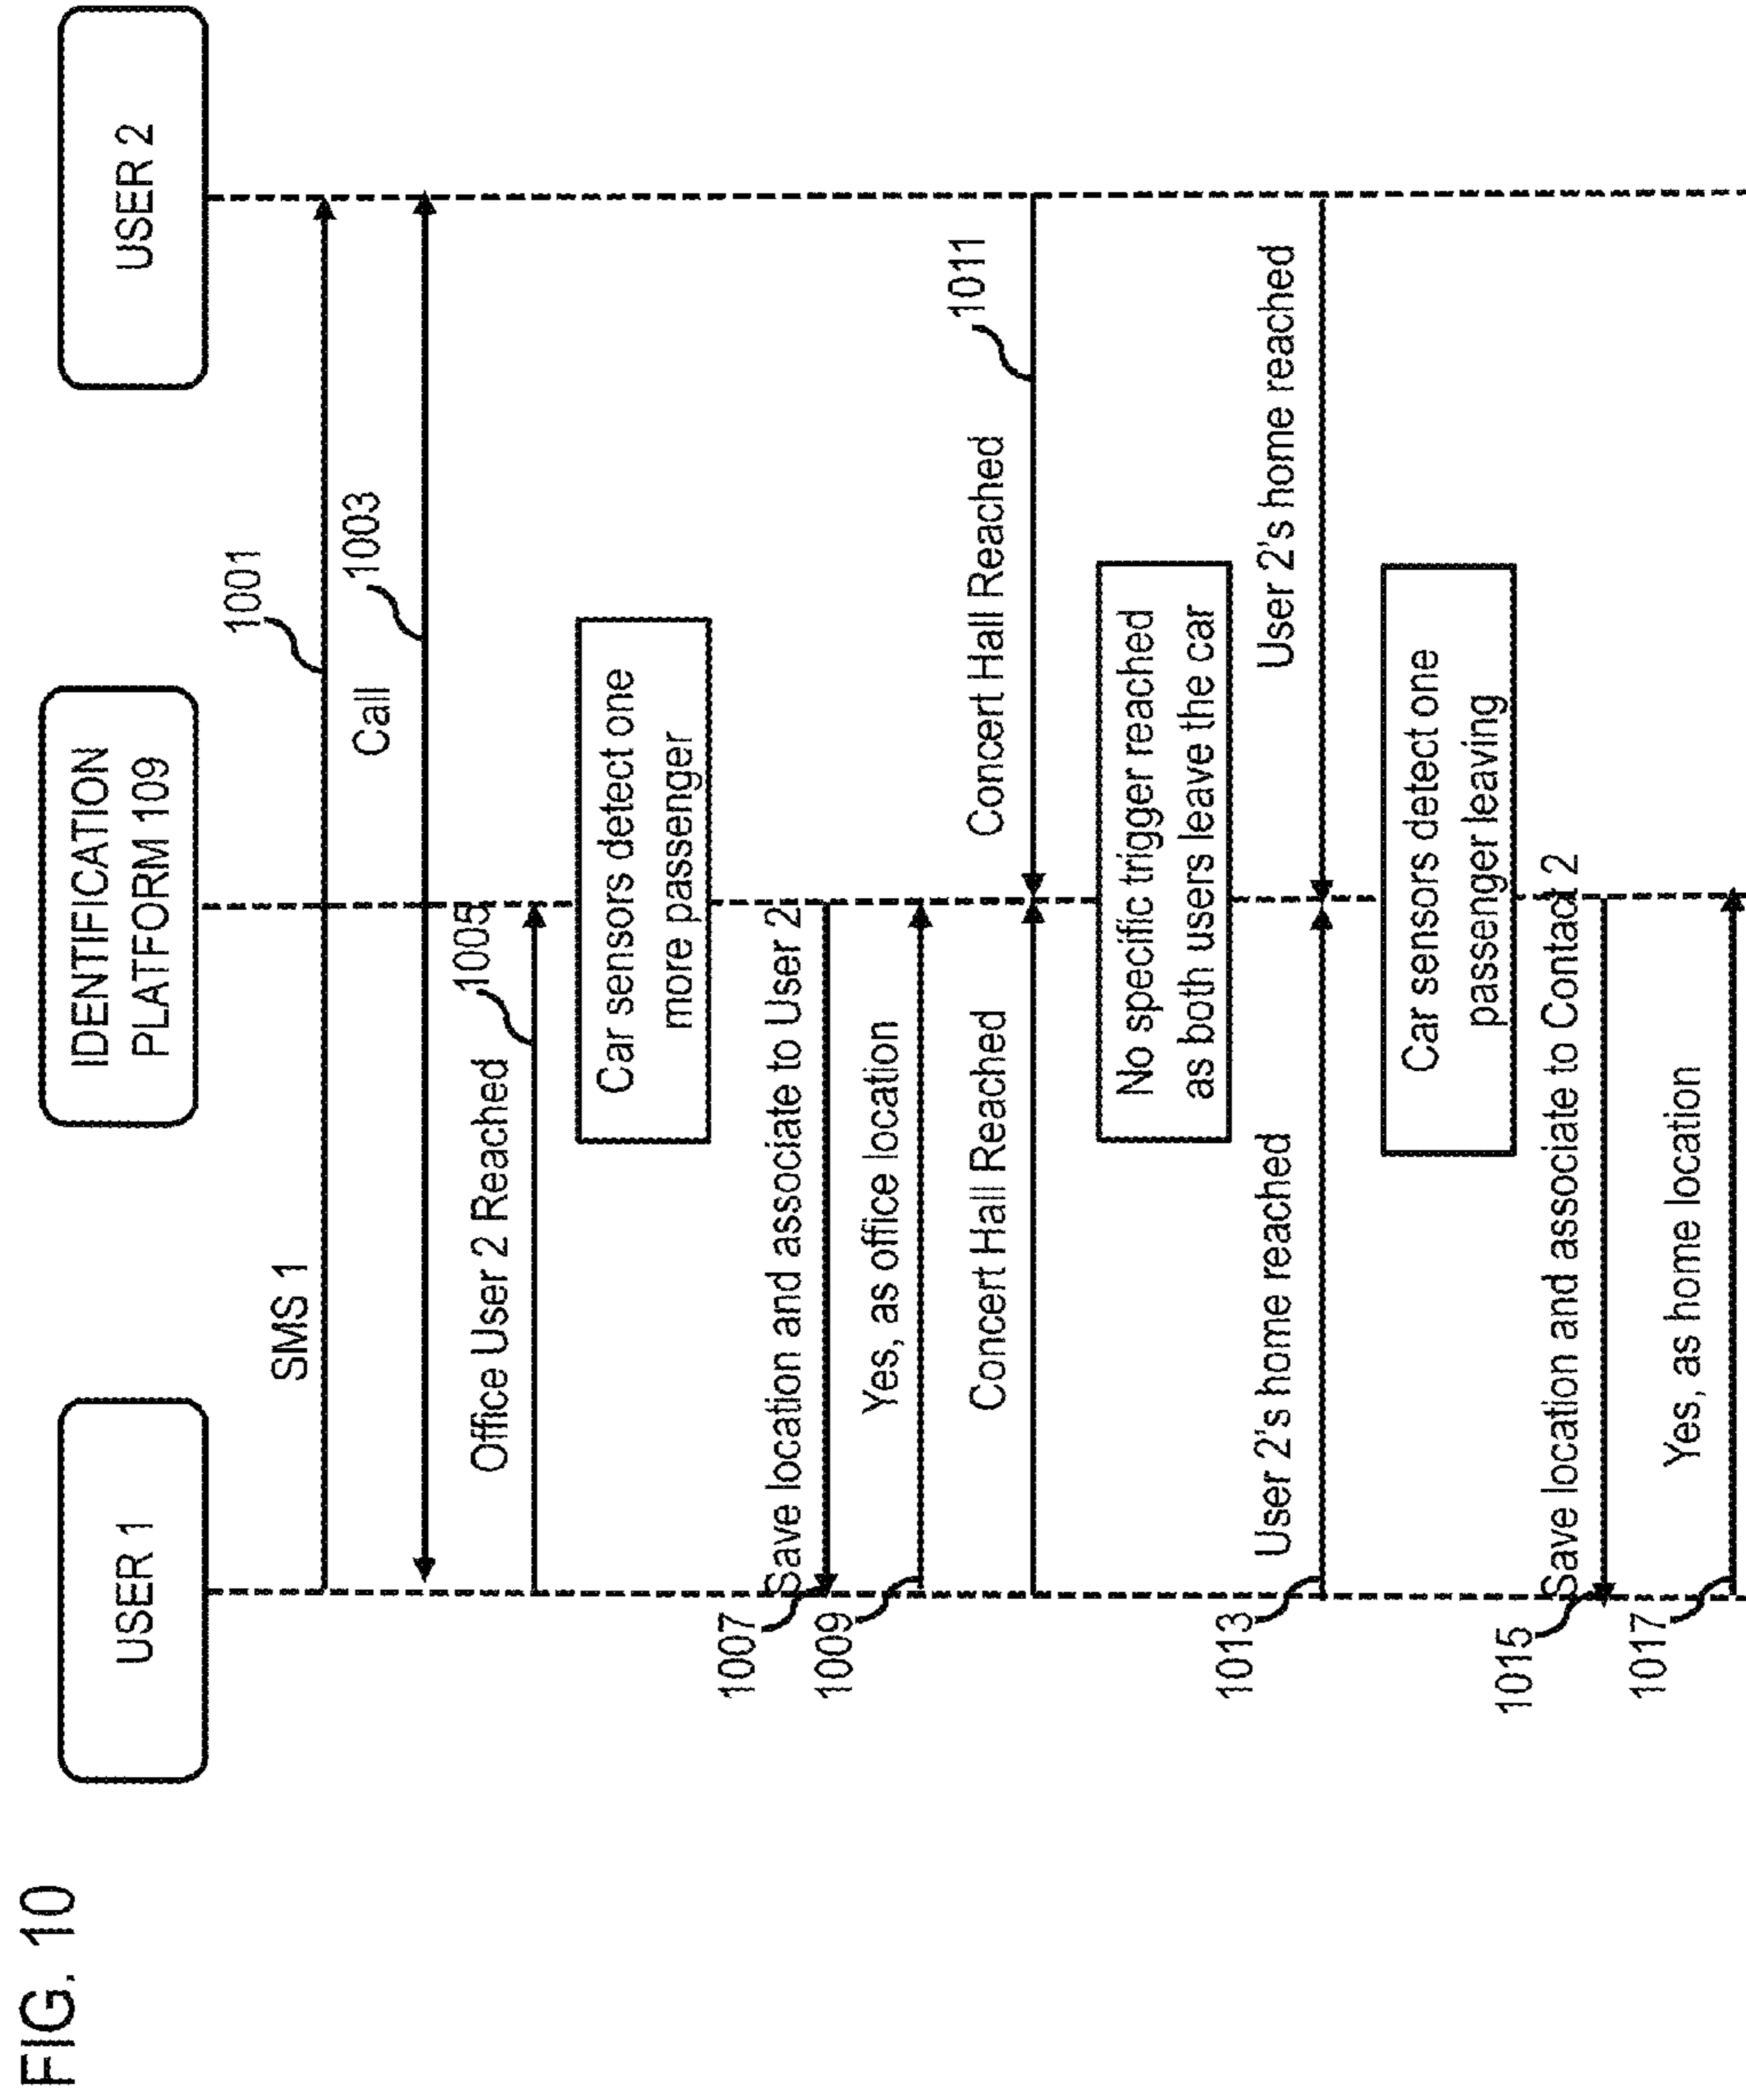 FIG. 10
USER 1
IDENTIFICATION
PLATFORM 109
USER 2
SMS 1
1001
Call
1003
Office User 2 Reached
1005
Car sensors detect one
more passenger
1007
Save location and associate to User 2
1009
Yes, as office location
Concert Hall Reached
Concert Hall Reached
1011
No specific trigger reached
as both users leave the car
1013
User 2's home reached
User 2's home reached
Car sensors detect one
passenger leaving
1015
Save location and associate to Contact 2
1017
Yes, as home location